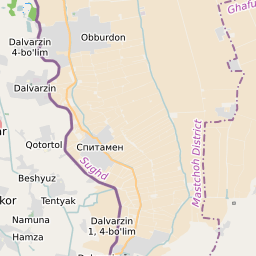 Ghafu
Obburdon
Dalvarzin
4-bo'lim
Dalvarzin
Qotortol
Спитамен
Sughd
Mastchoh District
Beshyuz
kor
Tentyak
Namuna
Hamza
Dalvarzin
1, 4-bo'lim